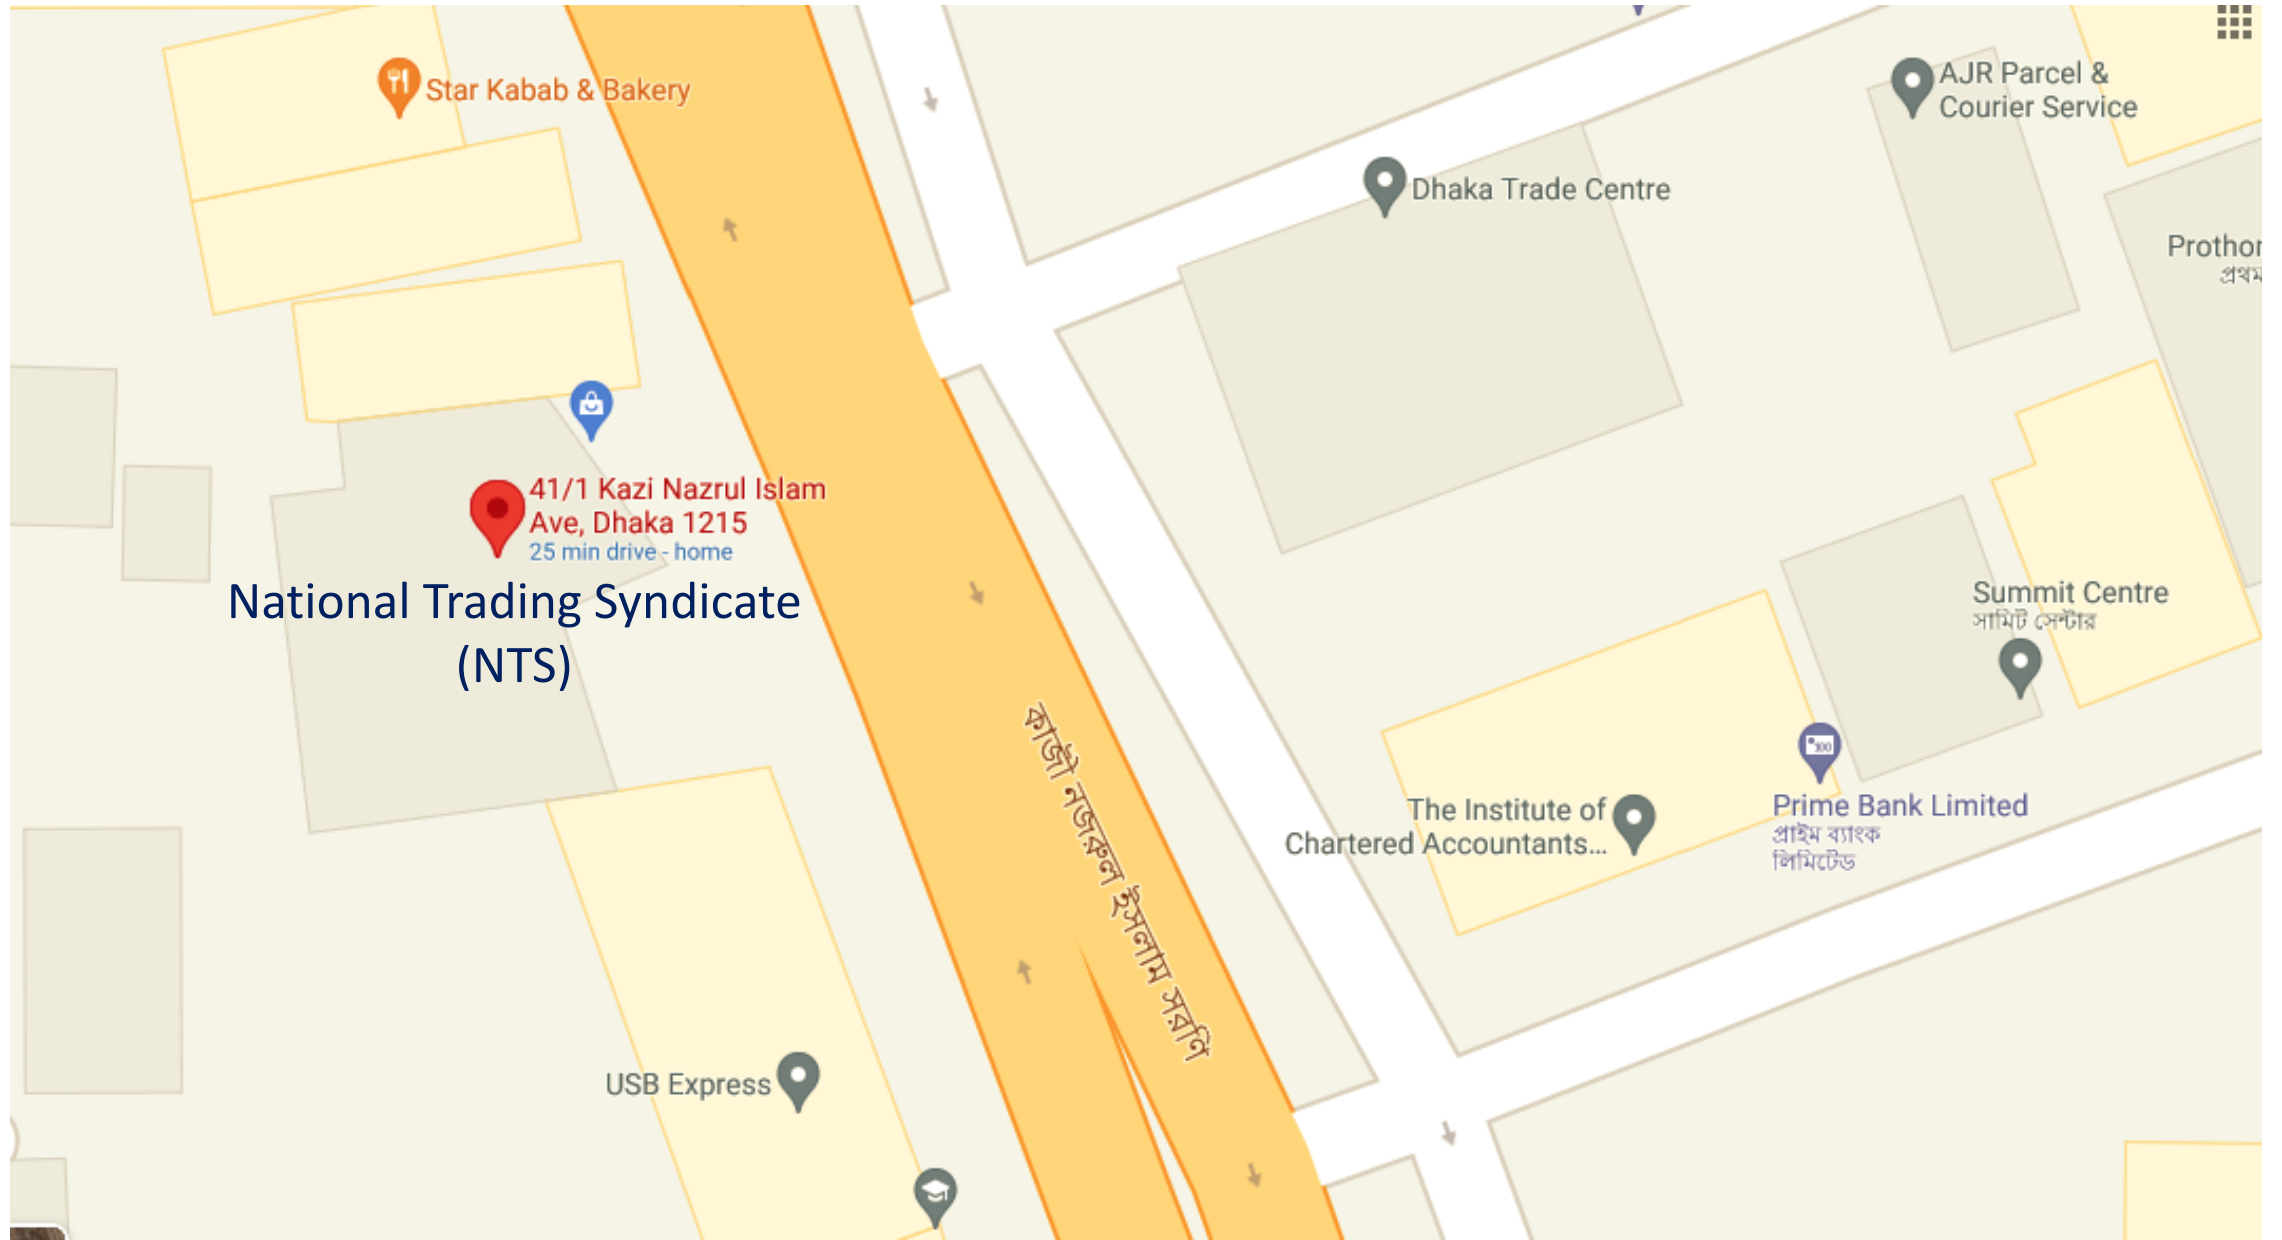 Star Kabab & Bakery
AJR Parcel &
Courier Service
Dhaka Trade Centre
41/1 Kazi Nazrul Islam
Ave, Dhaka 1215
25 min drive - home
National Trading Syndicate
(NTS)
Summit Centre
সামিট সেন্টার
কাজী নজরুল ইসলাম সরণি
The Institute of
Chartered Accountants...
Prime Bank Limited
প্রাইম ব্যাংক
লিমিটেড
USB Express